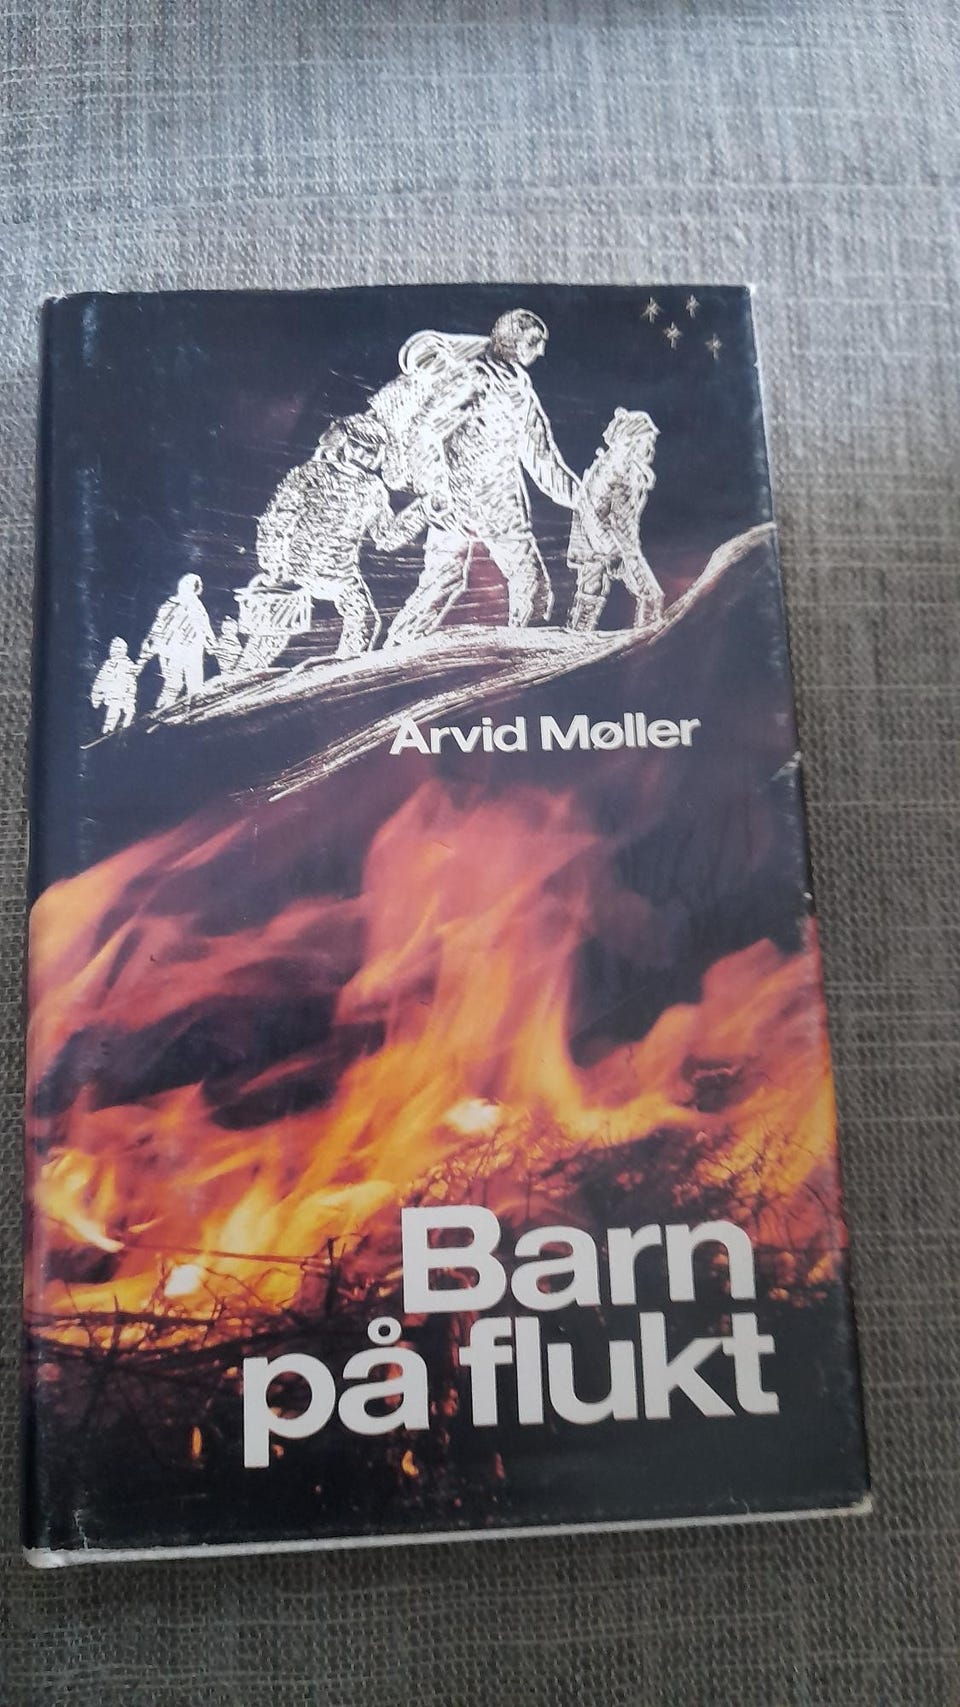 Arvid Møller
Barn
på flukt